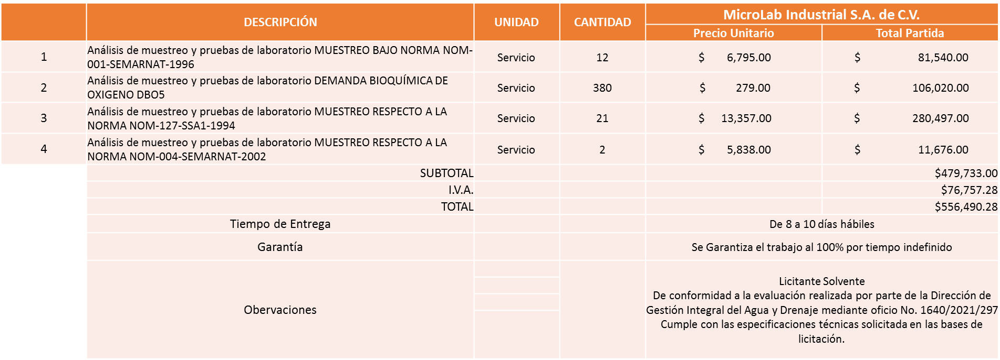 DESCRIPCIÓN UNIDAD CANTIDAD MicroLab Industrial S.A. de C.V.
Precio Unitario Total Partida
1 Análisis de muestreo y pruebas de laboratorio MUESTREO BAJO NORMA NOM-
001-SEMARNAT-1996 Servicio 12 $ 6,795.00 $ 81,540.00
2 Análisis de muestreo y pruebas de laboratorio DEMANDA BIOQUÍMICA DE
OXIGENO DBO5 Servicio 380 $ 279.00 $ 106,020.00
3 Análisis de muestreo y pruebas de laboratorio MUESTREO RESPECTO A LA
NORMA NOM-127-SSA1-1994 Servicio 21 $ 13,357.00 $ 280,497.00
4 Análisis de muestreo y pruebas de laboratorio MUESTREO RESPECTO A LA
NORMA NOM-004-SEMARNAT-2002 Servicio 2 $ 5,838.00 $ 11,676.00
SUBTOTAL $479,733.00
I.V.A. $76,757.28
TOTAL $556,490.28
Tiempo de Entrega De 8 a 10 días hábiles
Garantía Se Garantiza el trabajo al 100% por tiempo indefinido
Obervaciones
Licitante Solvente
De conformidad a la evaluación realizada por parte de la Dirección de
Gestión Integral del Agua y Drenaje mediante oficio No. 1640/2021/297
Cumple con las especificaciones técnicas solicitada en las bases de
licitación.